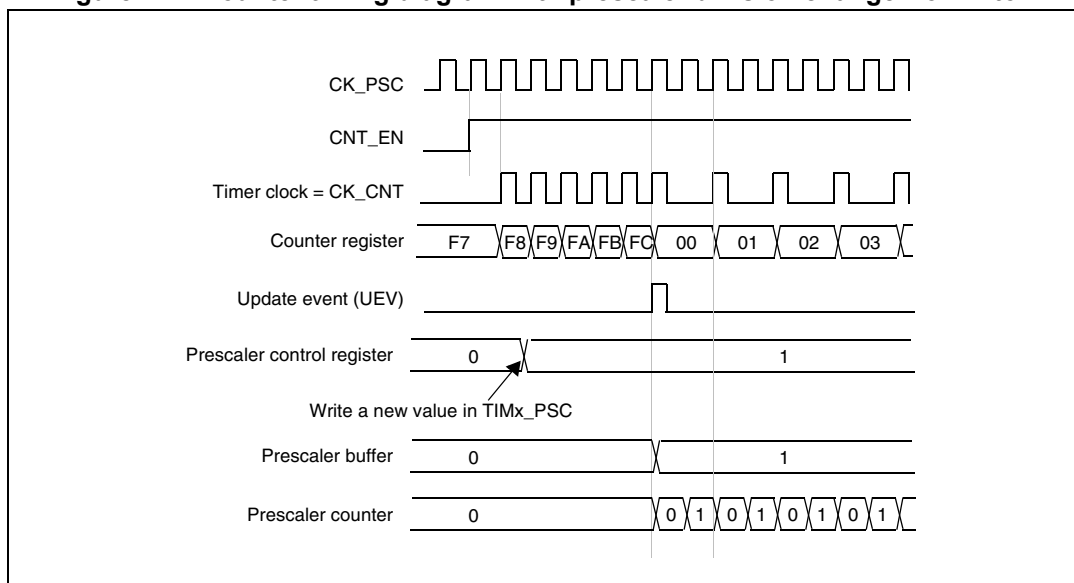 CK_PSC
CNT_EN
Timer clock = CK_CNT
Counter register F7 F8 F9 FA FB FC 00 01 02 03
Update event (UEV)
Prescaler control register 0 1
Write a new value in TIMx_PSC
Prescaler buffer 0 1
Prescaler counter 0 0 1 0 1 0 1 0 1